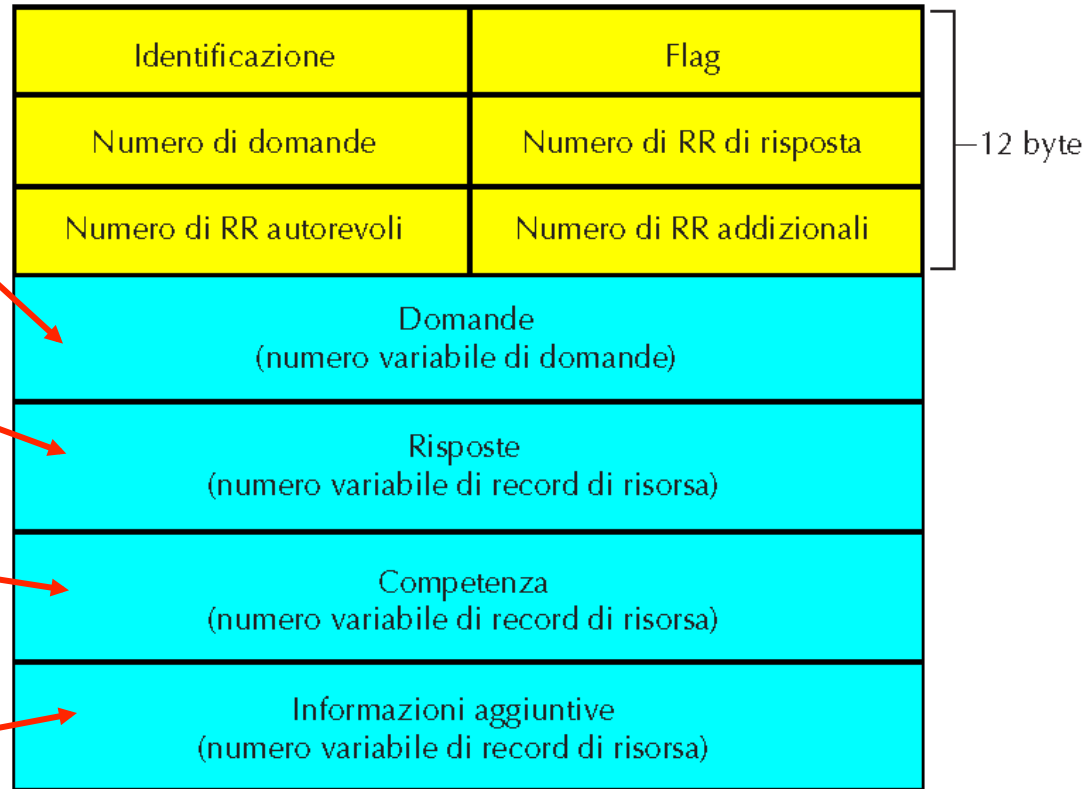 Identificazione
Flag
Numero di domande
Numero di RR di risposta
12 byte
Numero di RR autorevoli
Numero di RR addizionali
Domande
(numero variabile di domande)
Risposte
(numero variabile di record di risorsa)
Competenza
(numero variabile di record di risorsa)
Informazioni aggiuntive
(numero variabile di record di risorsa)